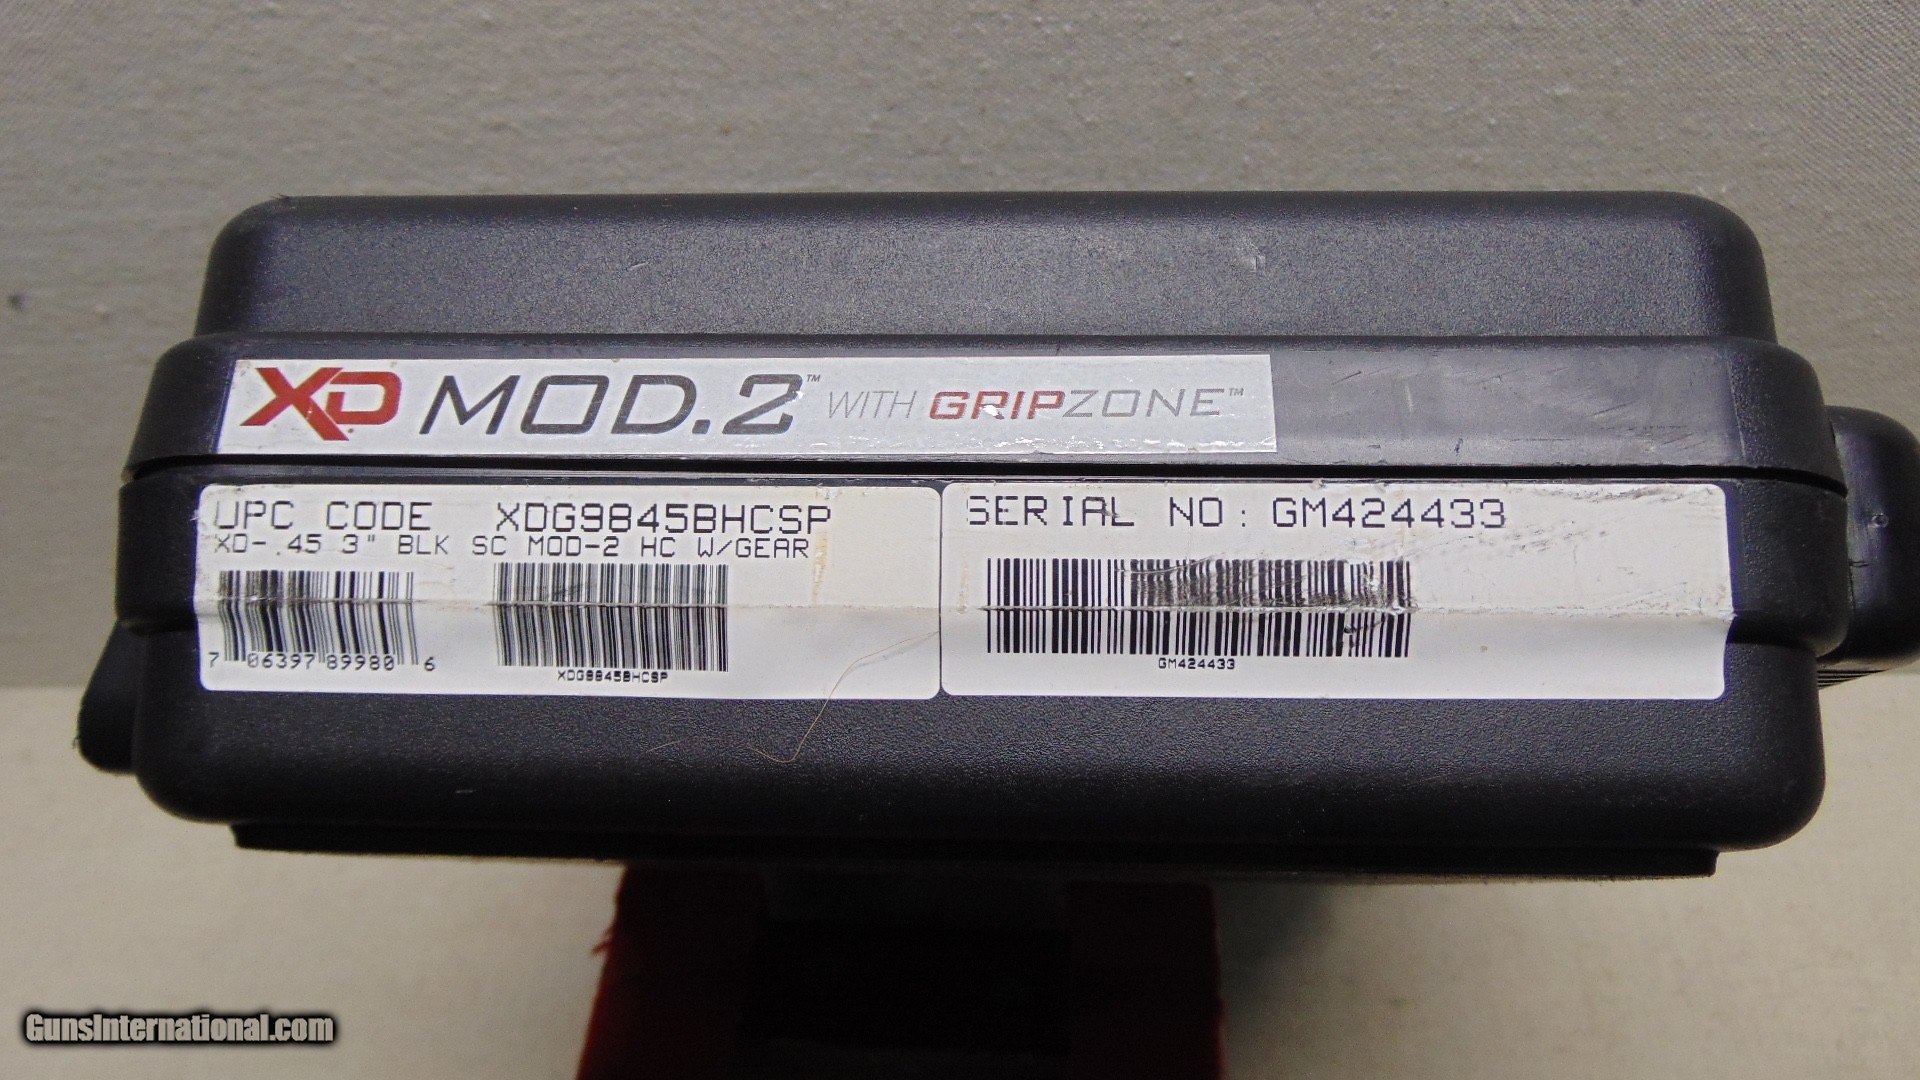 XD MOD.2™ WITH GRIPZONE™
UPC CODE XDG9845BHCSP
XD-.45 3" BLK SC MOD-2 HC W/GEAR
7 06397 89980 6
XDG9845BHCSP
SERIAL NO: GM424433
GM424433
GunsInternational.com